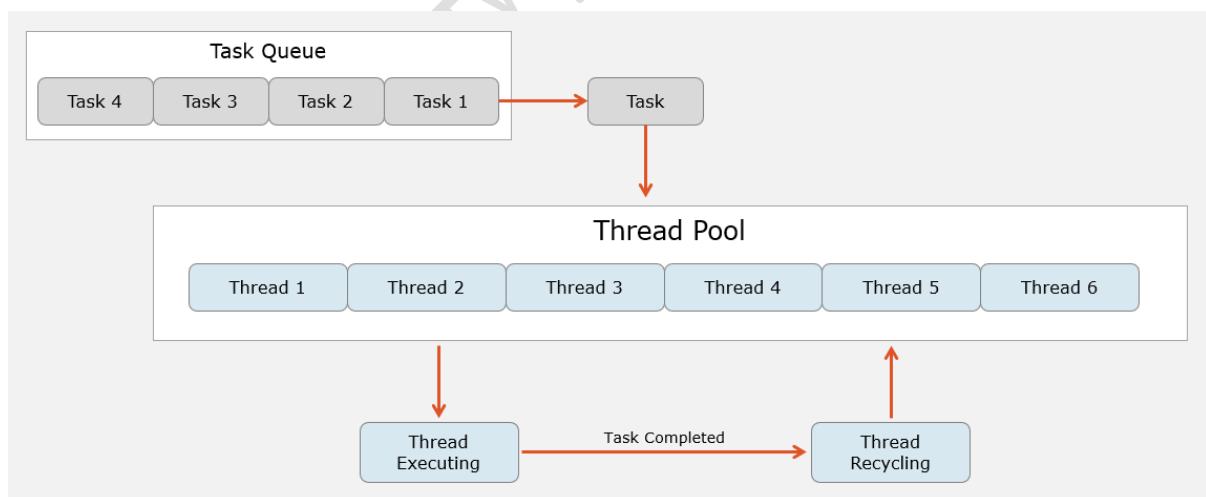 Task Queue
Task 4 Task 3 Task 2 Task 1 Task
Thread Pool
Thread 1 Thread 2 Thread 3 Thread 4 Thread 5 Thread 6
Thread
Executing
Task Completed
Thread
Recycling